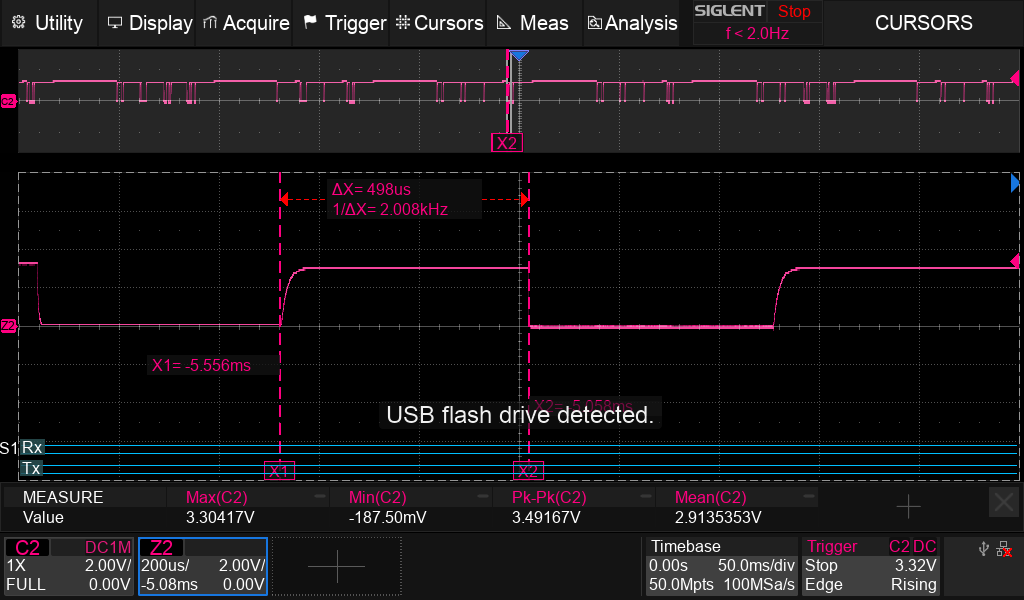 Utility Display Acquire Trigger Cursors Meas Analysis SIGLENT Stop CURSORS
f < 2.0Hz
C2
X2
ΔX= 498us
1/ΔX= 2.008kHz
Z2
X1= -5.556ms
X2= -5.058ms
USB flash drive detected.
S1 Rx
Tx
X1 X2
MEASURE Max(C2) Min(C2) Pk-Pk(C2) Mean(C2)
Value 3.30417V -187.50mV 3.49167V 2.9135353V
C2 DC1M Z2 Timebase Trigger C2 DC
1X 2.00V/ 200us/ 2.00V/ 0.00s 50.0ms/div Stop 3.32V
FULL 0.00V -5.08ms 0.00V 50.0Mpts 100MSa/s Edge Rising